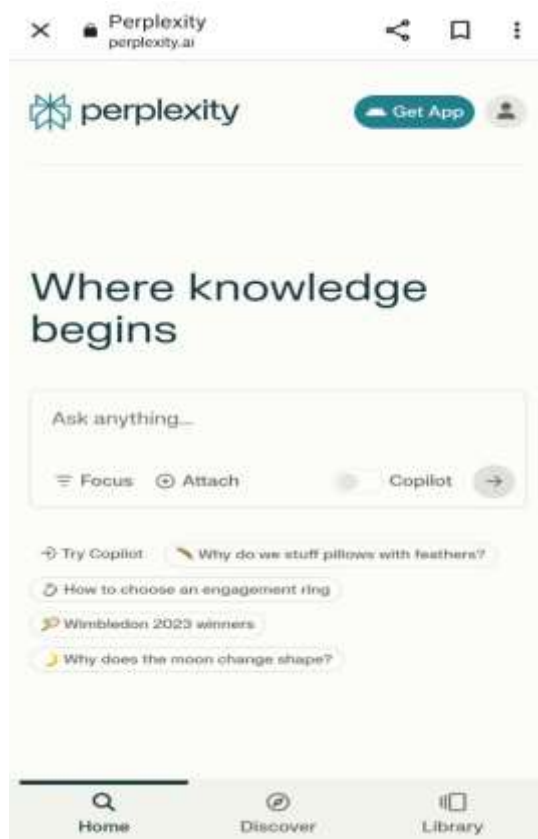 Perplexity
perplexity.ai
perplexity
Get App
Where knowledge
begins
Ask anything...
Focus Attach Copilot
Try Copilot Why do we stuff pillows with feathers?
How to choose an engagement ring
Wimbledon 2023 winners
Why does the moon change shape?
Home Discover Library